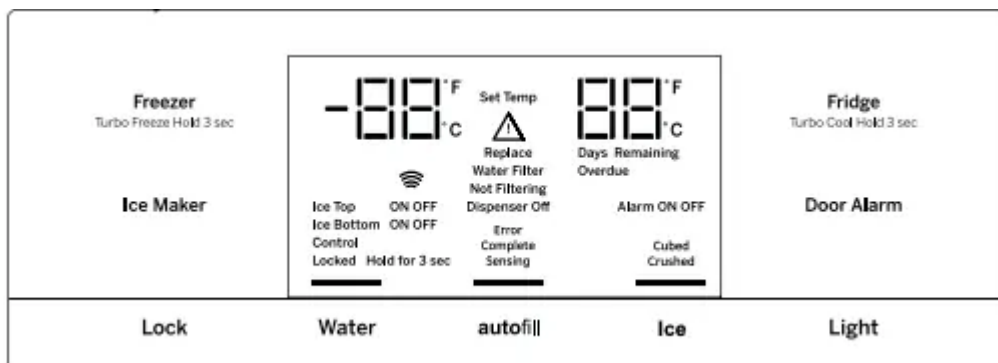 Freezer
Turbo Freeze Hold 3 sec
Ice Maker
-88 °F °C
Set Temp
88 °F °C
Replace
Water Filter
Not Filtering
Dispenser Off
Days Remaining
Overdue
Ice Top ON OFF
Ice Bottom ON OFF
Control
Locked Hold for 3 sec
Error
Complete
Sensing
Alarm ON OFF
Cubed
Crushed
Fridge
Turbo Cool Hold 3 sec
Door Alarm
Lock Water autofill Ice Light